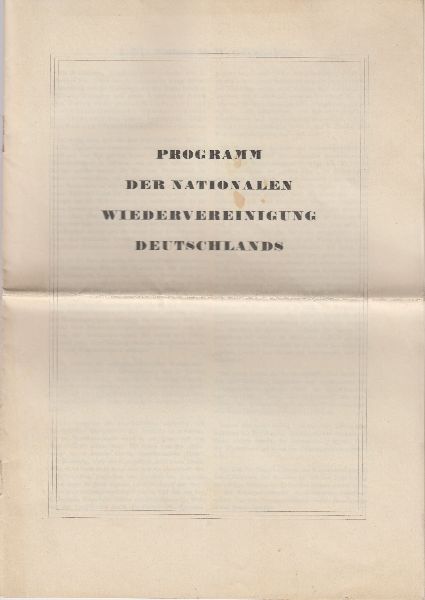 PROGRAMM
DER NATIONALEN
WIEDERVEREINIGUNG
DEUTSCHLANDS